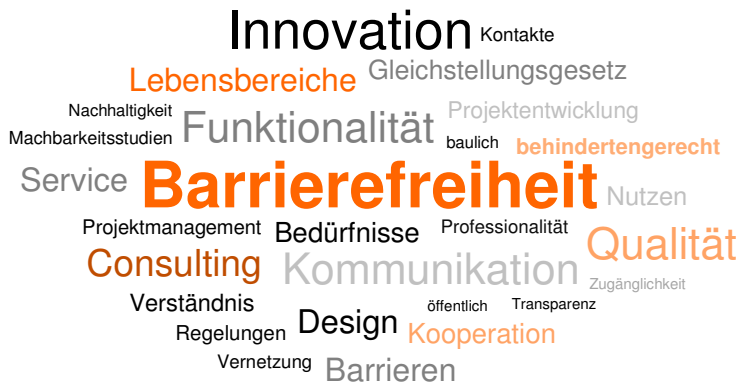 Innovation Kontakte
Lebensbereiche Gleichstellungsgesetz
Nachhaltigkeit Funktionalität Projektentwicklung
Machbarkeitsstudien baulich behindertengerecht
Service Barrierefreiheit Nutzen
Projektmanagement Bedürfnisse Professionalität Qualität
Consulting Kommunikation Zugänglichkeit
Verständnis öffentlich Transparenz
Regelungen Design Kooperation
Vernetzung Barrieren